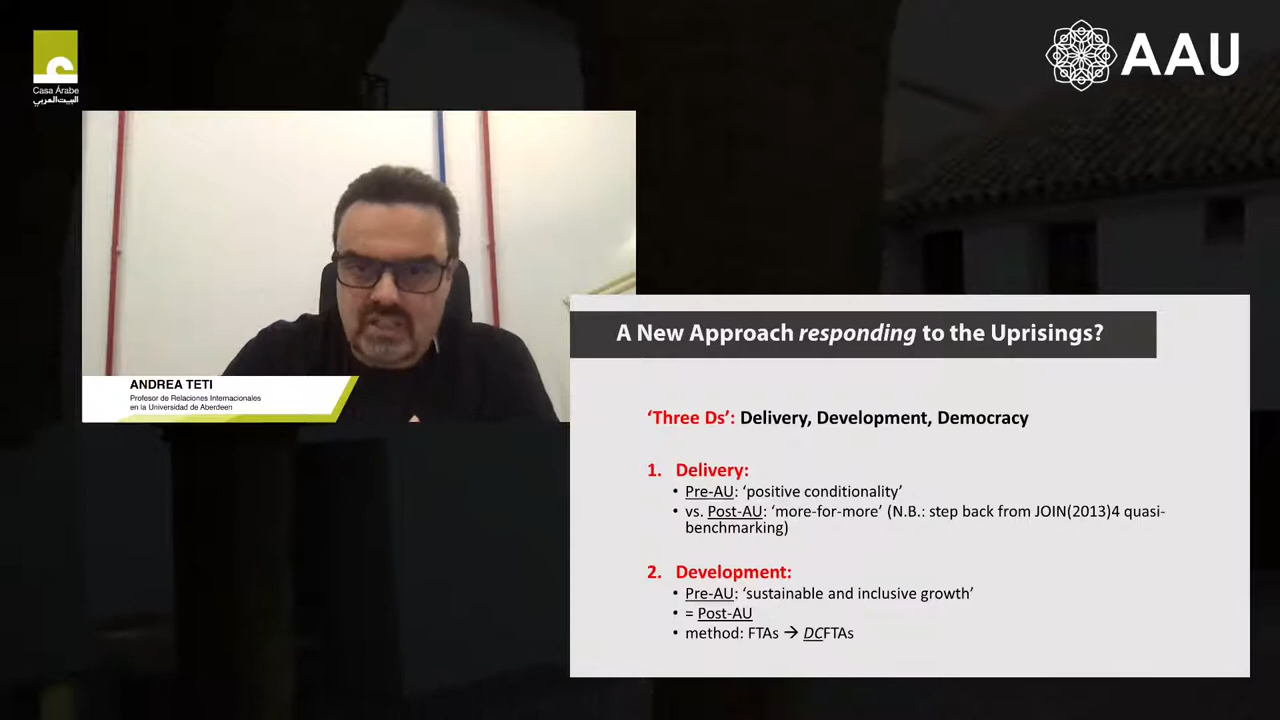 Casa Árabe
البيت العربي
AAU
ANDREA TETI
Profesor de Relaciones Internacionales
en la Universidad de Aberdeen
A New Approach responding to the Uprisings?
‘Three Ds’: Delivery, Development, Democracy
1. Delivery:
• Pre-AU: ‘positive conditionality’
• vs. Post-AU: ‘more-for-more’ (N.B.: step back from JOIN(2013)4 quasi-
benchmarking)
2. Development:
• Pre-AU: ‘sustainable and inclusive growth’
• = Post-AU
• method: FTAs → DCFTAs